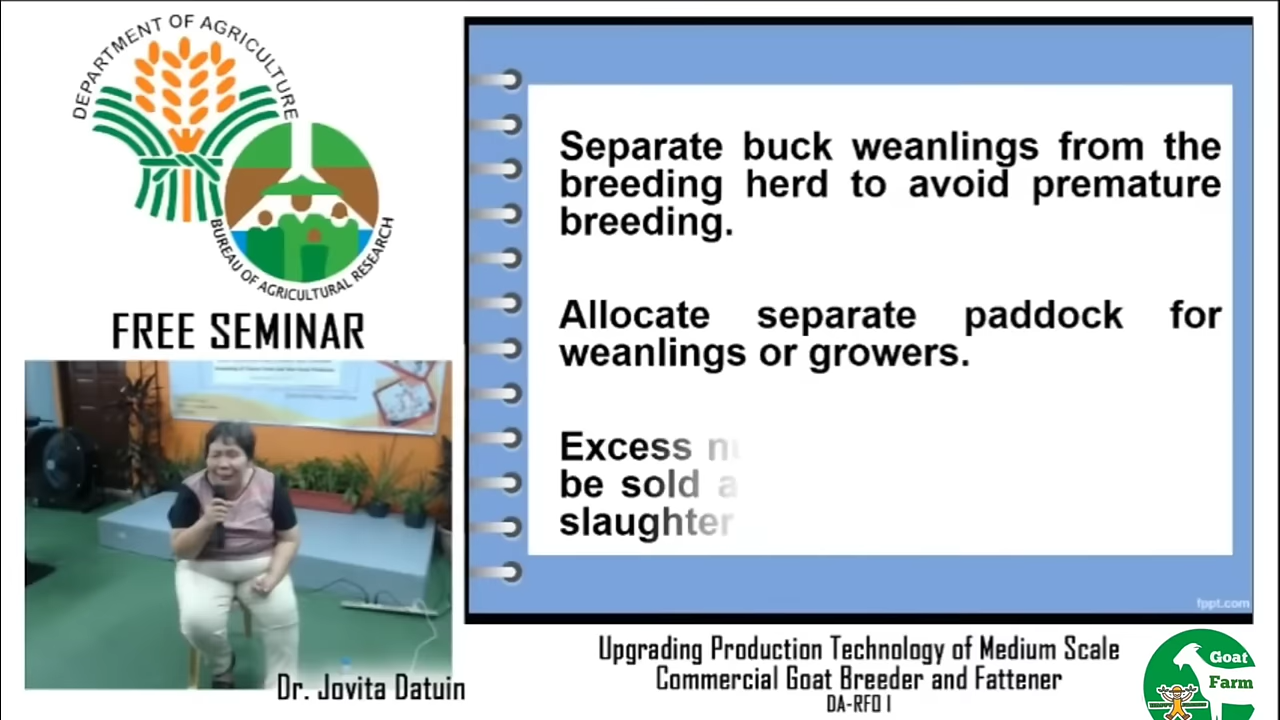 DEPARTMENT OF AGRICULTURE
BUREAU OF AGRICULTURAL RESEARCH
FREE SEMINAR
Dr. Jovita Datuin
Separate buck weanlings from the
breeding herd to avoid premature
breeding.
Allocate separate paddock for
weanlings or growers.
Excess
be sold
slaughter
fppt.com
Upgrading Production Technology of Medium Scale
Commercial Goat Breeder and Fattener
DA-RFO I
Goat
Farm